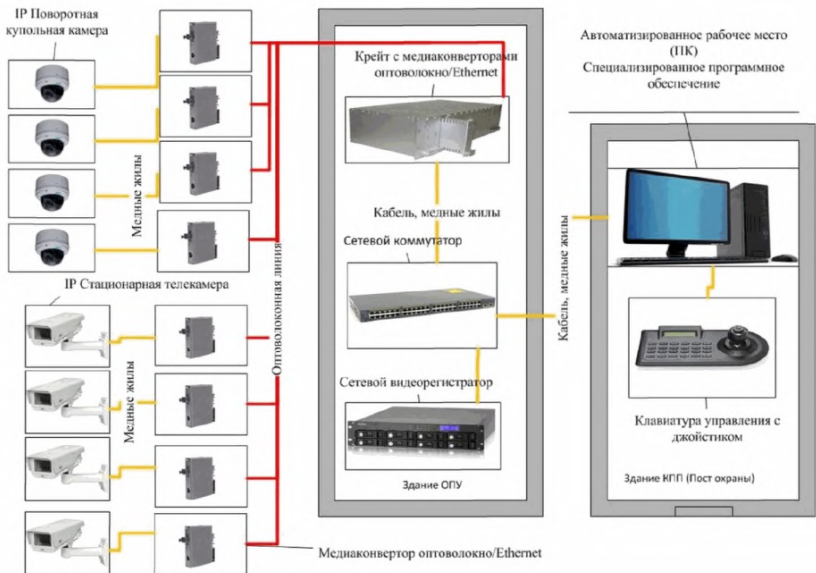 IP Поворотная
купольная камера
Медные жилы
IP Стационарная телекамера
Медные жилы
Оптоволоконная линия
Медиаконвертор оптоволокно/Ethernet
Крейт с медиаконверторами
оптоволокно/Ethernet
Кабель, медные жилы
Сетевой коммутатор
Сетевой видеорегистратор
Здание ОПУ
Кабель, медные жилы
Автоматизированное рабочее место
(ПК)
Специализированное программное
обеспечение
Клавиатура управления с
джойстиком
Здание КПП (Пост охраны)